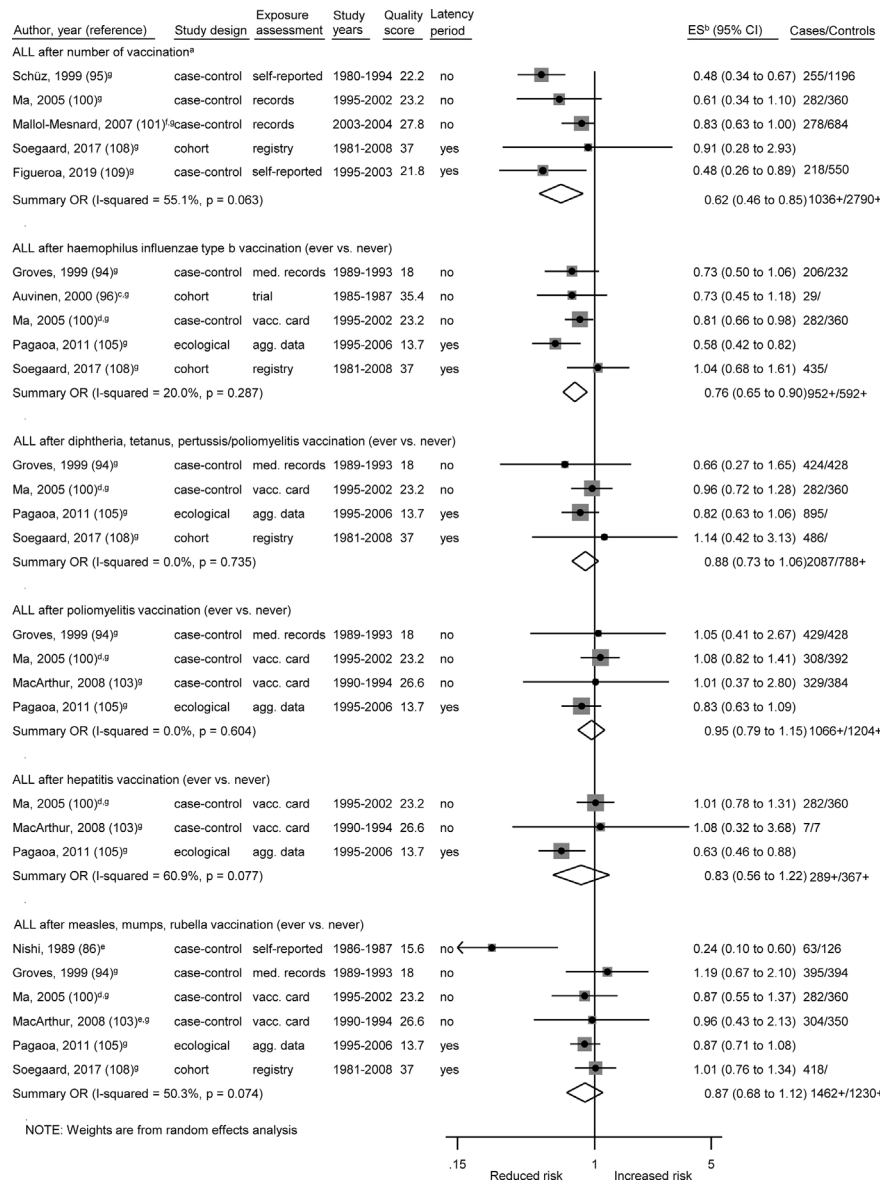 Author, year (reference) Study design Exposure assessment Study years Quality score Latency period ESᵇ (95% CI) Cases/Controls
ALL after number of vaccinationᵃ
Schüz, 1999 (95)ᵍ case-control self-reported 1980-1994 22.2 no 0.48 (0.34 to 0.67) 255/1196
Ma, 2005 (100)ᵍ case-control records 1995-2002 23.2 no 0.61 (0.34 to 1.10) 282/360
Mallol-Mesnard, 2007 (101)ᶠ,ᵍ case-control records 2003-2004 27.8 no 0.83 (0.63 to 1.00) 278/684
Soegaard, 2017 (108)ᵍ cohort registry 1981-2008 37 yes 0.91 (0.28 to 2.93)
Figueroa, 2019 (109)ᵍ case-control self-reported 1995-2003 21.8 yes 0.48 (0.26 to 0.89) 218/550
Summary OR (I-squared = 55.1%, p = 0.063) 0.62 (0.46 to 0.85) 1036+/2790+
ALL after haemophilus influenzae type b vaccination (ever vs. never)
Groves, 1999 (94)ᵍ case-control med. records 1989-1993 18 no 0.73 (0.50 to 1.06) 206/232
Auvinen, 2000 (96)ᶜ,ᵍ cohort trial 1985-1987 35.4 no 0.73 (0.45 to 1.18) 29/
Ma, 2005 (100)ᵈ,ᵍ case-control vacc. card 1995-2002 23.2 no 0.81 (0.66 to 0.98) 282/360
Pagaoa, 2011 (105)ᵍ ecological agg. data 1995-2006 13.7 yes 0.58 (0.42 to 0.82)
Soegaard, 2017 (108)ᵍ cohort registry 1981-2008 37 yes 1.04 (0.68 to 1.61) 435/
Summary OR (I-squared = 20.0%, p = 0.287) 0.76 (0.65 to 0.90) 952+/592+
ALL after diphtheria, tetanus, pertussis/poliomyelitis vaccination (ever vs. never)
Groves, 1999 (94)ᵍ case-control med. records 1989-1993 18 no 0.66 (0.27 to 1.65) 424/428
Ma, 2005 (100)ᵈ,ᵍ case-control vacc. card 1995-2002 23.2 no 0.96 (0.72 to 1.28) 282/360
Pagaoa, 2011 (105)ᵍ ecological agg. data 1995-2006 13.7 yes 0.82 (0.63 to 1.06) 895/
Soegaard, 2017 (108)ᵍ cohort registry 1981-2008 37 yes 1.14 (0.42 to 3.13) 486/
Summary OR (I-squared = 0.0%, p = 0.735) 0.88 (0.73 to 1.06) 2087/788+
ALL after poliomyelitis vaccination (ever vs. never)
Groves, 1999 (94)ᵍ case-control med. records 1989-1993 18 no 1.05 (0.41 to 2.67) 429/428
Ma, 2005 (100)ᵈ,ᵍ case-control vacc. card 1995-2002 23.2 no 1.08 (0.82 to 1.41) 308/392
MacArthur, 2008 (103)ᵍ case-control vacc. card 1990-1994 26.6 no 1.01 (0.37 to 2.80) 329/384
Pagaoa, 2011 (105)ᵍ ecological agg. data 1995-2006 13.7 yes 0.83 (0.63 to 1.09)
Summary OR (I-squared = 0.0%, p = 0.604) 0.95 (0.79 to 1.15) 1066+/1204+
ALL after hepatitis vaccination (ever vs. never)
Ma, 2005 (100)ᵈ,ᵍ case-control vacc. card 1995-2002 23.2 no 1.01 (0.78 to 1.31) 282/360
MacArthur, 2008 (103)ᵍ case-control vacc. card 1990-1994 26.6 no 1.08 (0.32 to 3.68) 7/7
Pagaoa, 2011 (105)ᵍ ecological agg. data 1995-2006 13.7 yes 0.63 (0.46 to 0.88)
Summary OR (I-squared = 60.9%, p = 0.077) 0.83 (0.56 to 1.22) 289+/367+
ALL after measles, mumps, rubella vaccination (ever vs. never)
Nishi, 1989 (86)ᵉ case-control self-reported 1986-1987 15.6 no 0.24 (0.10 to 0.60) 63/126
Groves, 1999 (94)ᵍ case-control med. records 1989-1993 18 no 1.19 (0.67 to 2.10) 395/394
Ma, 2005 (100)ᵈ,ᵍ case-control vacc. card 1995-2002 23.2 no 0.87 (0.55 to 1.37) 282/360
MacArthur, 2008 (103)ᵉ,ᵍ case-control vacc. card 1990-1994 26.6 no 0.96 (0.43 to 2.13) 304/350
Pagaoa, 2011 (105)ᵍ ecological agg. data 1995-2006 13.7 yes 0.87 (0.71 to 1.08)
Soegaard, 2017 (108)ᵍ cohort registry 1981-2008 37 yes 1.01 (0.76 to 1.34) 418/
Summary OR (I-squared = 50.3%, p = 0.074) 0.87 (0.68 to 1.12) 1462+/1230+
NOTE: Weights are from random effects analysis
.15 1 5
Reduced risk Increased risk